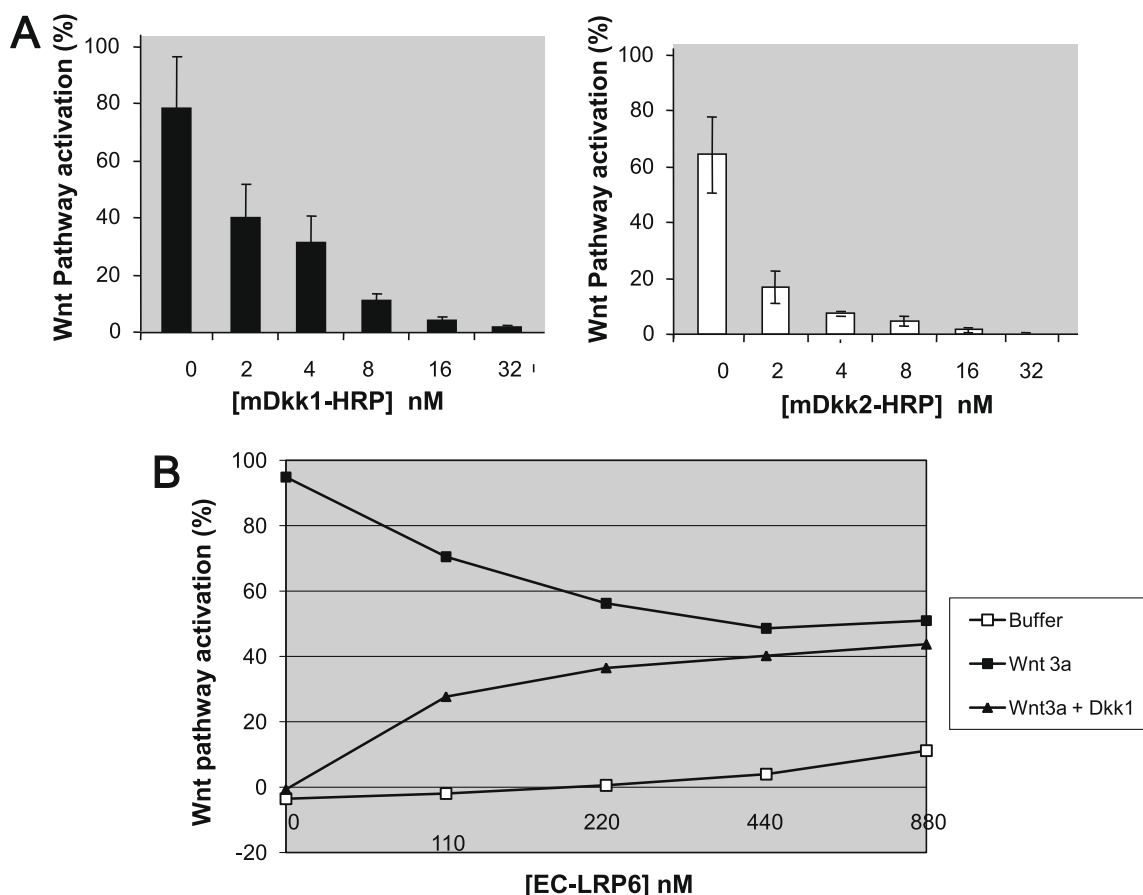 A
Wnt Pathway activation (%)
100
80
60
40
20
0
0 2 4 8 16 32
[mDkk1-HRP] nM
Wnt Pathway activation (%)
100
80
60
40
20
0
0 2 4 8 16 32
[mDkk2-HRP] nM
B
Wnt pathway activation (%)
100
80
60
40
20
0
-20
0 110 220 440 880
[EC-LRP6] nM
Buffer
Wnt 3a
Wnt3a + Dkk1